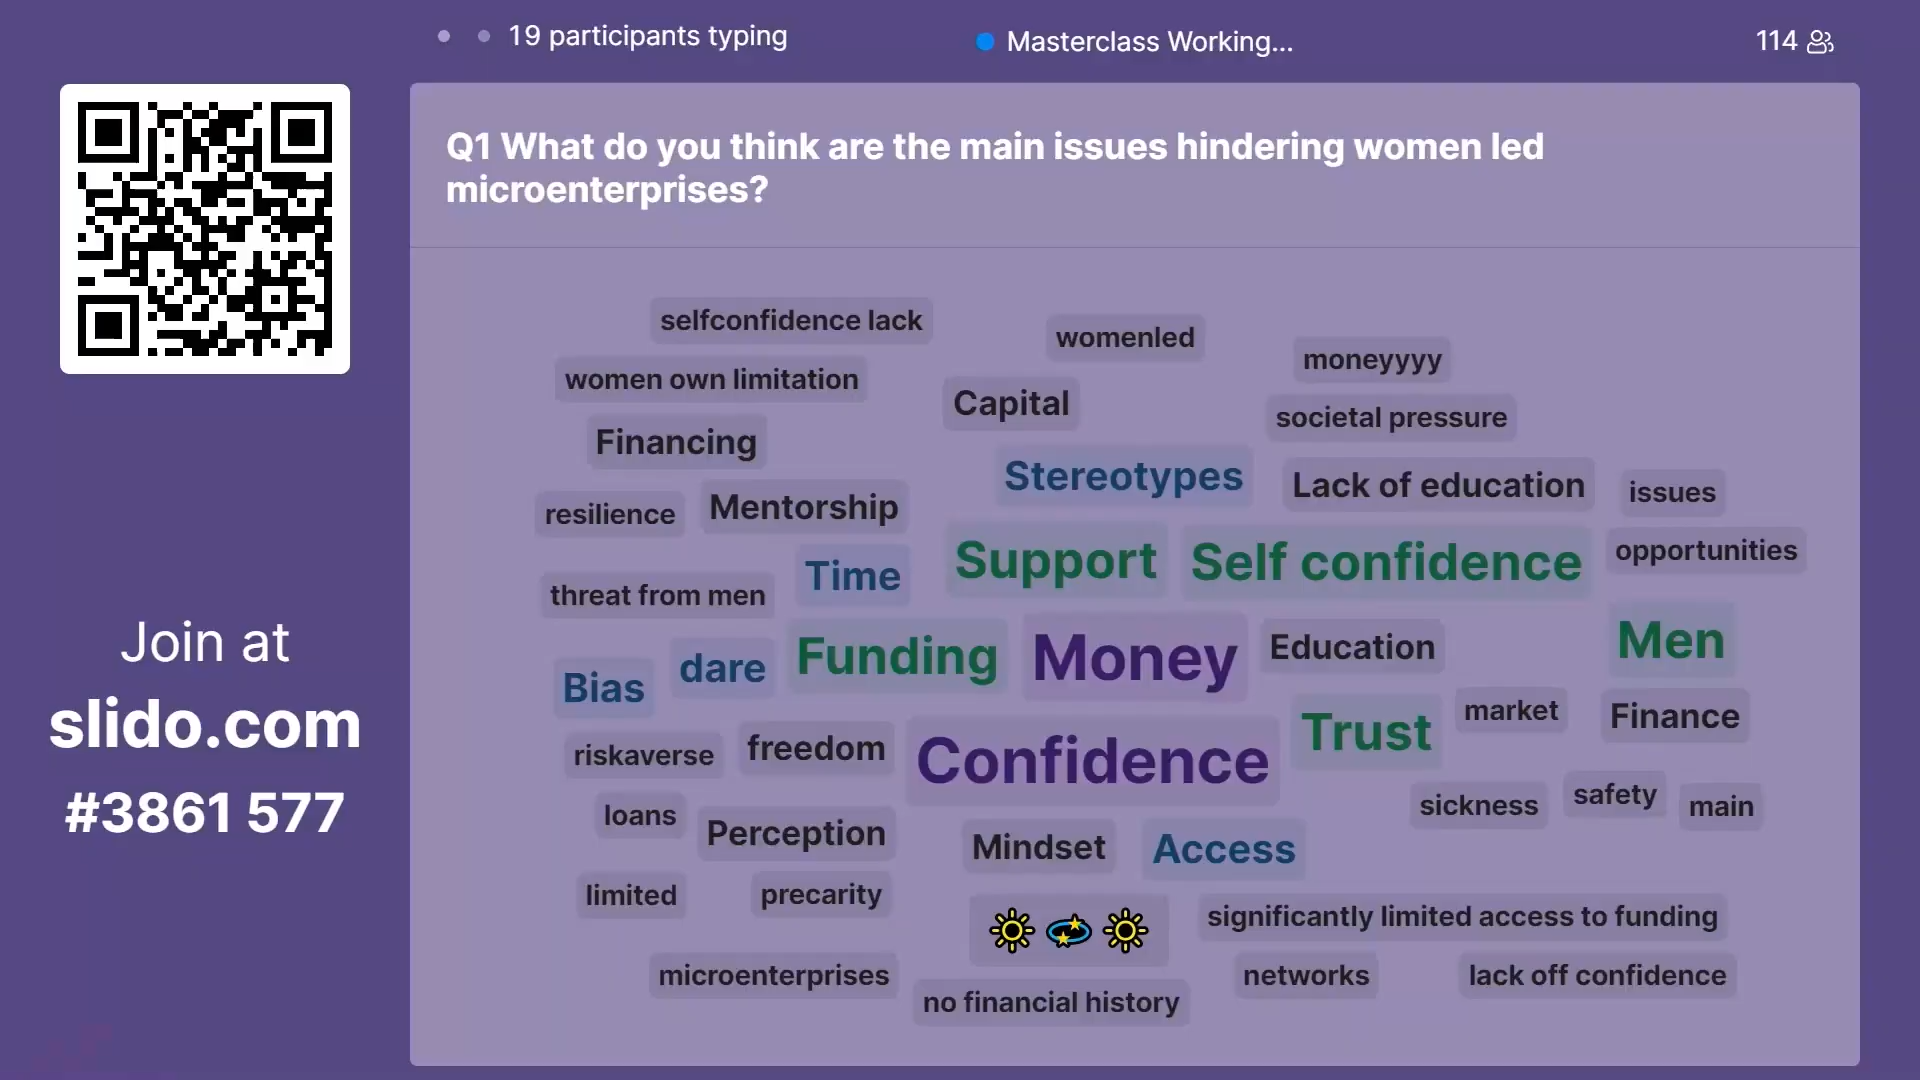 19 participants typing
Masterclass Working...
114
Q1 What do you think are the main issues hindering women led
microenterprises?
Join at
slido.com
#3861 577
selfconfidence lack
womenled
moneyyyy
women own limitation
Capital
societal pressure
Financing
Stereotypes
Lack of education
issues
resilience
Mentorship
Support
Self confidence
opportunities
Time
threat from men
Funding
Money
Education
Men
Bias
dare
market
Finance
Trust
riskaverse
freedom
Confidence
sickness
safety
main
loans
Perception
Mindset
Access
limited
precarity
significantly limited access to funding
microenterprises
no financial history
networks
lack off confidence